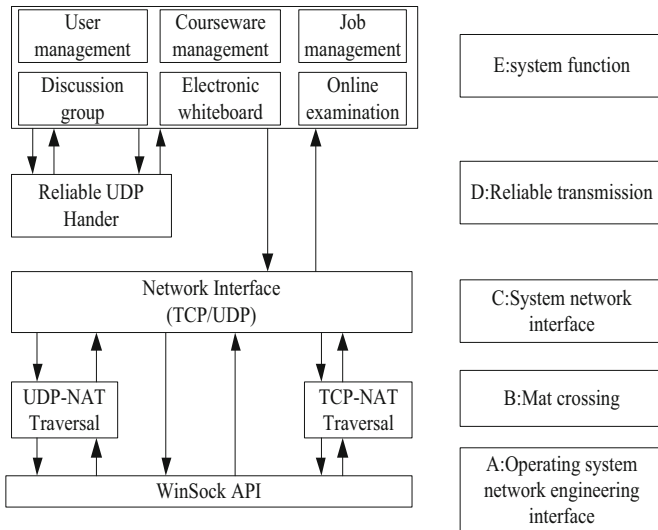 User
management
Courseware
management
Job
management
Discussion
group
Electronic
whiteboard
Online
examination
Reliable UDP
Hander
Network Interface
(TCP/UDP)
UDP-NAT
Traversal
TCP-NAT
Traversal
WinSock API
E:system function
D:Reliable transmission
C:System network
interface
B:Mat crossing
A:Operating system
network engineering
interface